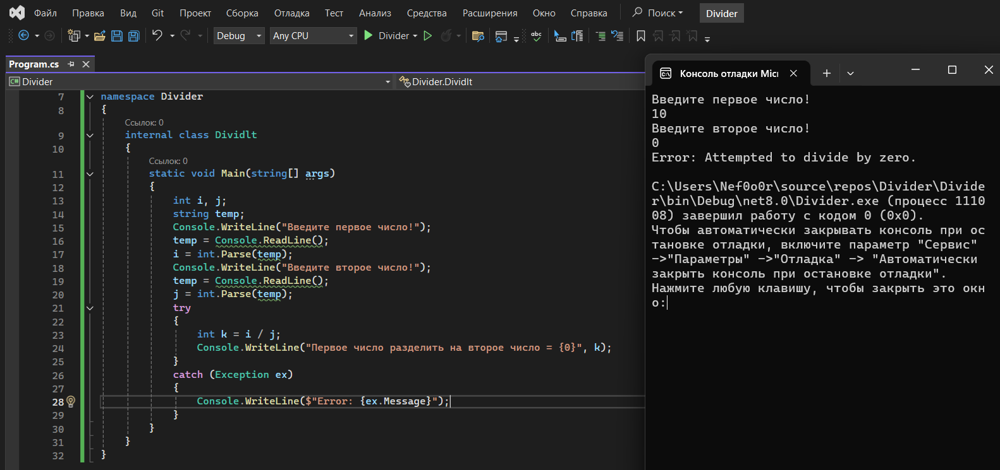 Файл Правка Вид Git Проект Сборка Отладка Тест Анализ Средства Расширения Окно Справка Поиск Divider
Debug Any CPU Divider abc
Program.cs
C# Divider Divider.DividIt
7 namespace Divider
8 {
Ссылок: 0
9 internal class DividIt
10 {
Ссылок: 0
11 static void Main(string[] args)
12 {
13 int i, j;
14 string temp;
15 Console.WriteLine("Введите первое число!");
16 temp = Console.ReadLine();
17 i = int.Parse(temp);
18 Console.WriteLine("Введите второе число!");
19 temp = Console.ReadLine();
20 j = int.Parse(temp);
21 try
22 {
23 int k = i / j;
24 Console.WriteLine("Первое число разделить на второе число = {0}", k);
25 }
26 catch (Exception ex)
27 {
28 Console.WriteLine($"Error: {ex.Message}");
29 }
30 }
31 }
32 }
Консоль отладки Micr
Введите первое число!
10
Введите второе число!
0
Error: Attempted to divide by zero.
C:\Users\Nef0o0r\source\repos\Divider\Divide
r\bin\Debug\net8.0\Divider.exe (процесс 1110
08) завершил работу с кодом 0 (0x0).
Чтобы автоматически закрывать консоль при ос
тановке отладки, включите параметр "Сервис"
->"Параметры" ->"Отладка" -> "Автоматически
закрыть консоль при остановке отладки".
Нажмите любую клавишу, чтобы закрыть это окн
о: